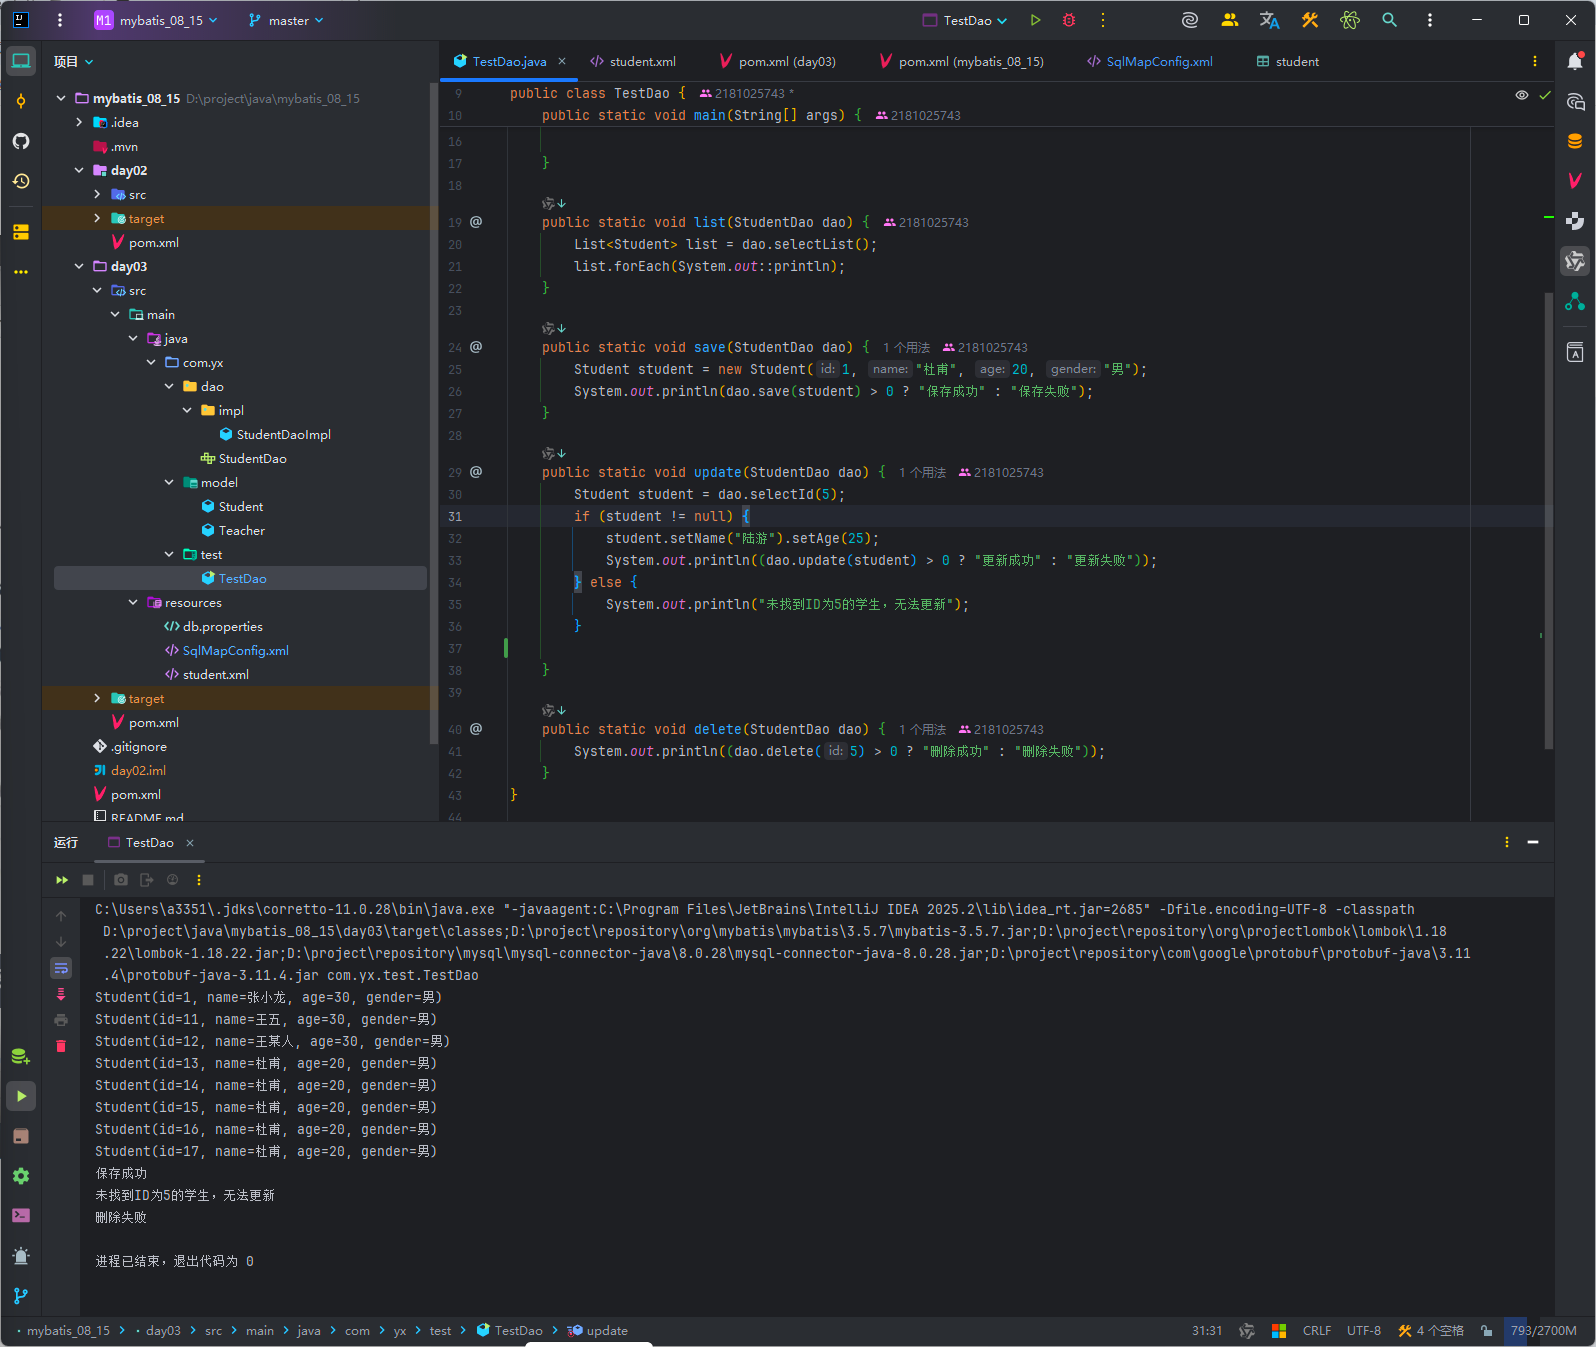 M1 mybatis_08_15 master TestDao
项目
TestDao.java student.xml pom.xml (day03) pom.xml (mybatis_08_15) SqlMapConfig.xml student
mybatis_08_15 D:\project\java\mybatis_08_15
.idea
.mvn
day02
src
target
pom.xml
day03
src
main
java
com.yx
dao
impl
StudentDaoImpl
StudentDao
model
Student
Teacher
test
TestDao
resources
db.properties
SqlMapConfig.xml
student.xml
target
pom.xml
.gitignore
day02.iml
pom.xml
README.md
9 public class TestDao { 2181025743 *
10 public static void main(String[] args) { 2181025743
16
17 }
18
19 @ public static void list(StudentDao dao) { 2181025743
20 List<Student> list = dao.selectList();
21 list.forEach(System.out::println);
22 }
23
24 @ public static void save(StudentDao dao) { 1 个用法 2181025743
25 Student student = new Student( id: 1, name: "杜甫", age: 20, gender: "男");
26 System.out.println(dao.save(student) > 0 ? "保存成功" : "保存失败");
27 }
28
29 @ public static void update(StudentDao dao) { 1 个用法 2181025743
30 Student student = dao.selectId(5);
31 if (student != null) {
32 student.setName("陆游").setAge(25);
33 System.out.println((dao.update(student) > 0 ? "更新成功" : "更新失败"));
34 } else {
35 System.out.println("未找到ID为5的学生，无法更新");
36 }
37
38 }
39
40 @ public static void delete(StudentDao dao) { 1 个用法 2181025743
41 System.out.println((dao.delete( id: 5) > 0 ? "删除成功" : "删除失败"));
42 }
43 }
44
运行 TestDao
C:\Users\a3351\.jdks\corretto-11.0.28\bin\java.exe "-javaagent:C:\Program Files\JetBrains\IntelliJ IDEA 2025.2\lib\idea_rt.jar=2685" -Dfile.encoding=UTF-8 -classpath
D:\project\java\mybatis_08_15\day03\target\classes;D:\project\repository\org\mybatis\mybatis\3.5.7\mybatis-3.5.7.jar;D:\project\repository\org\projectlombok\lombok\1.18
.22\lombok-1.18.22.jar;D:\project\repository\mysql\mysql-connector-java\8.0.28\mysql-connector-java-8.0.28.jar;D:\project\repository\com\google\protobuf\protobuf-java\3.11
.4\protobuf-java-3.11.4.jar com.yx.test.TestDao
Student(id=1, name=张小龙, age=30, gender=男)
Student(id=11, name=王五, age=30, gender=男)
Student(id=12, name=王某人, age=30, gender=男)
Student(id=13, name=杜甫, age=20, gender=男)
Student(id=14, name=杜甫, age=20, gender=男)
Student(id=15, name=杜甫, age=20, gender=男)
Student(id=16, name=杜甫, age=20, gender=男)
Student(id=17, name=杜甫, age=20, gender=男)
保存成功
未找到ID为5的学生，无法更新
删除失败
进程已结束，退出代码为 0
mybatis_08_15 > day03 > src > main > java > com > yx > test > TestDao > update 31:31 CRLF UTF-8 4 个空格 793/2700M